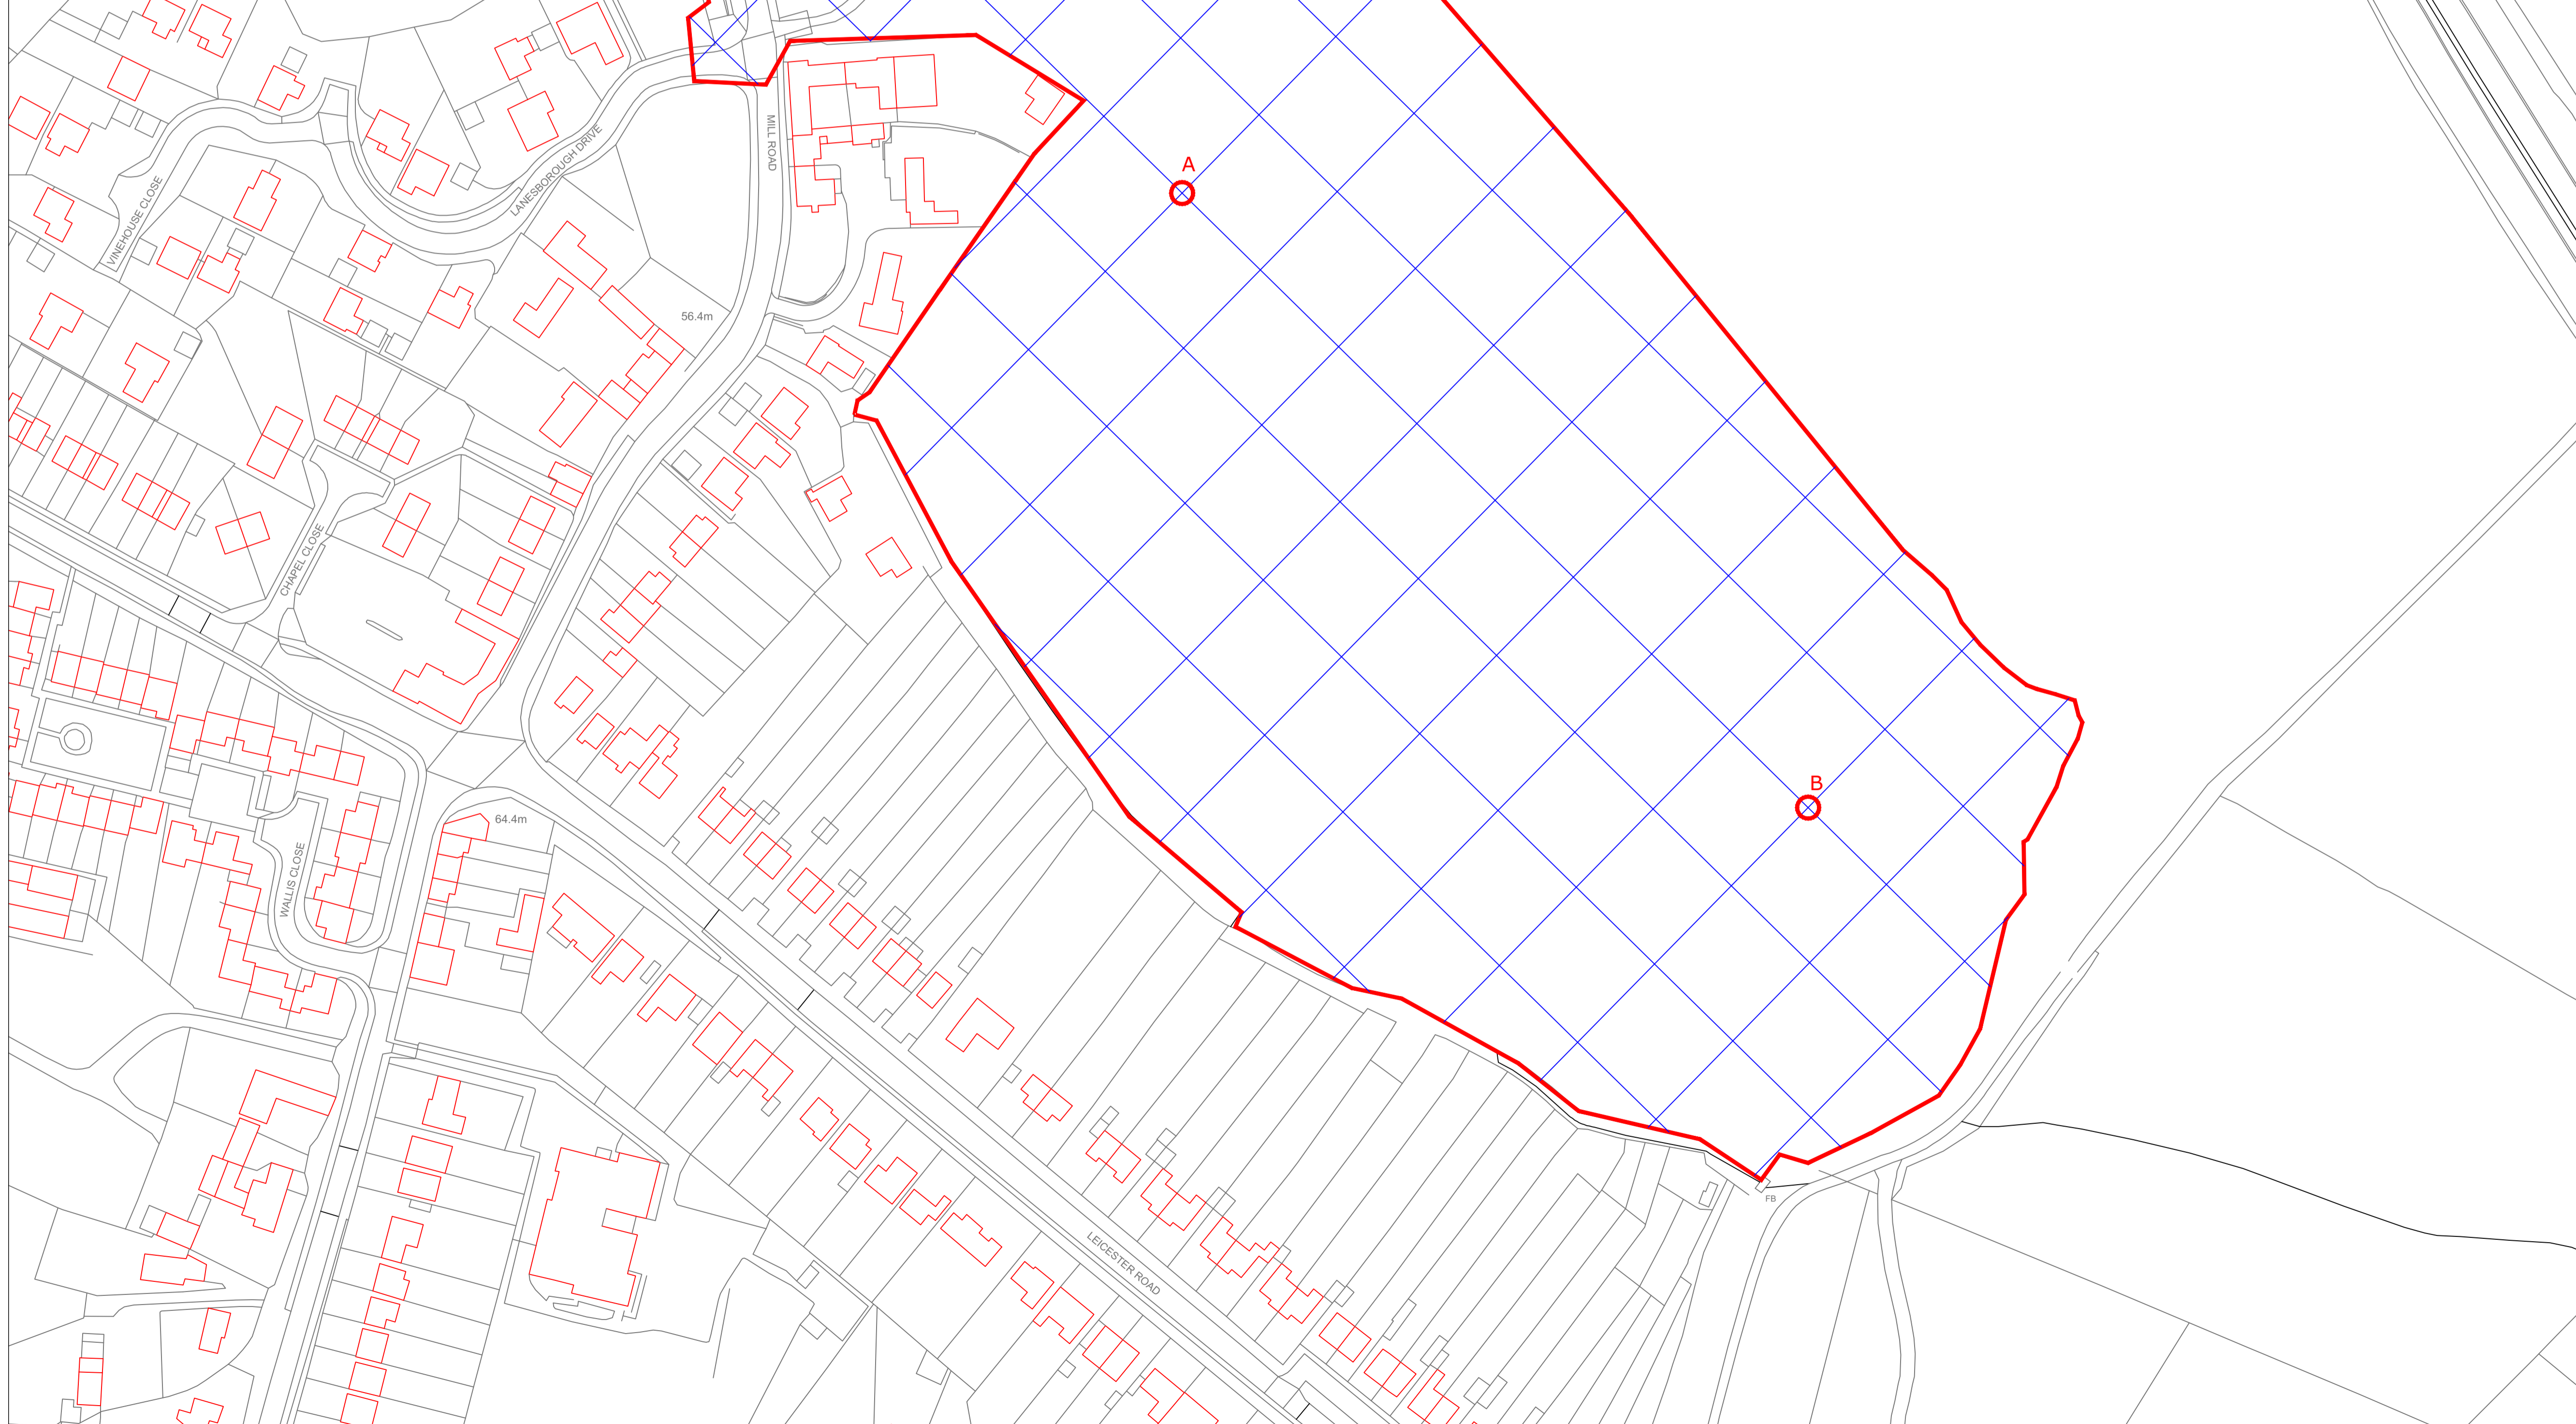 MILL ROAD
LANESBOROUGH DRIVE
A
VINEHOUSE CLOSE
56.4m
CHAPEL CLOSE
B
64.4m
WALLIS CLOSE
FB
LEICESTER ROAD